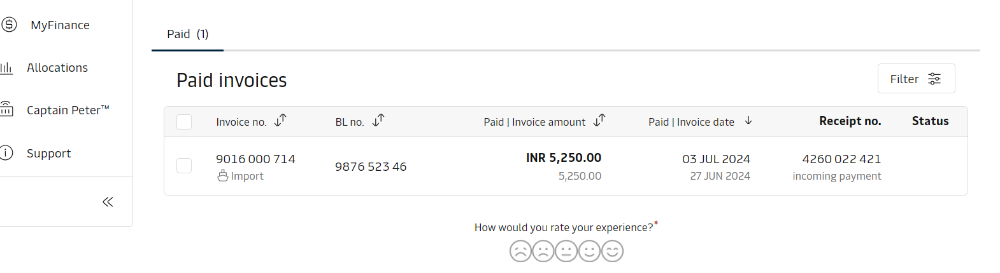 MyFinance
Allocations
Captain Peter™
Support
Paid (1)
Paid invoices
Filter
Invoice no. BL no. Paid | Invoice amount Paid | Invoice date Receipt no. Status
9016 000 714 9876 523 46 INR 5,250.00 03 JUL 2024 4260 022 421
Import 5,250.00 27 JUN 2024 incoming payment
How would you rate your experience?*